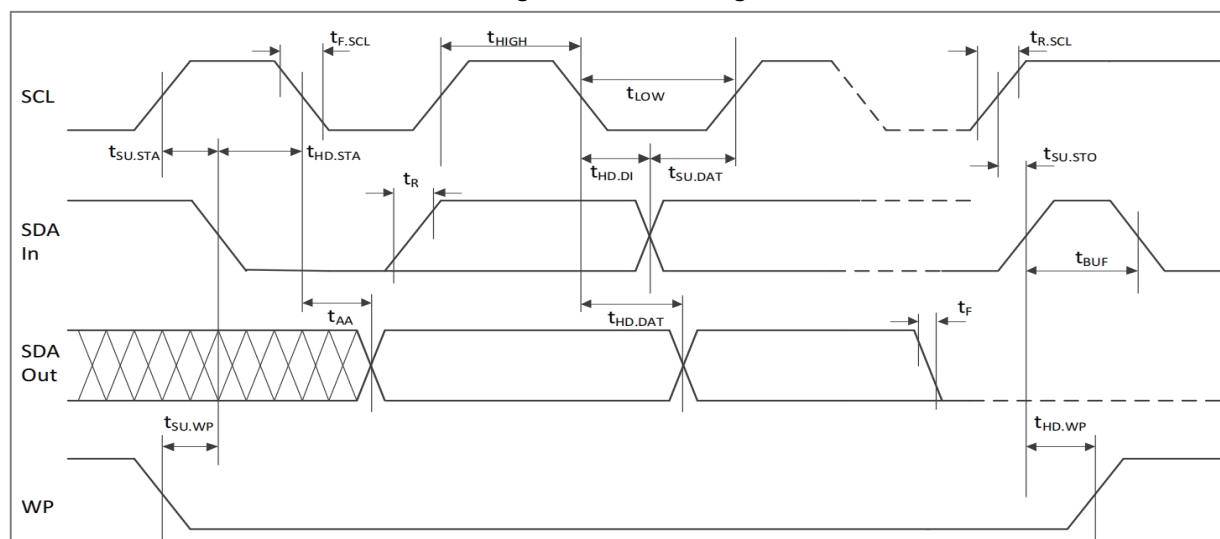 SCL
tF.SCL
tHIGH
tLOW
tR.SCL
tSU.STA
tHD.STA
tHD.DI
tSU.DAT
tSU.STO
SDA
In
tR
tBUF
SDA
Out
tAA
tHD.DAT
tF
WP
tSU.WP
tHD.WP